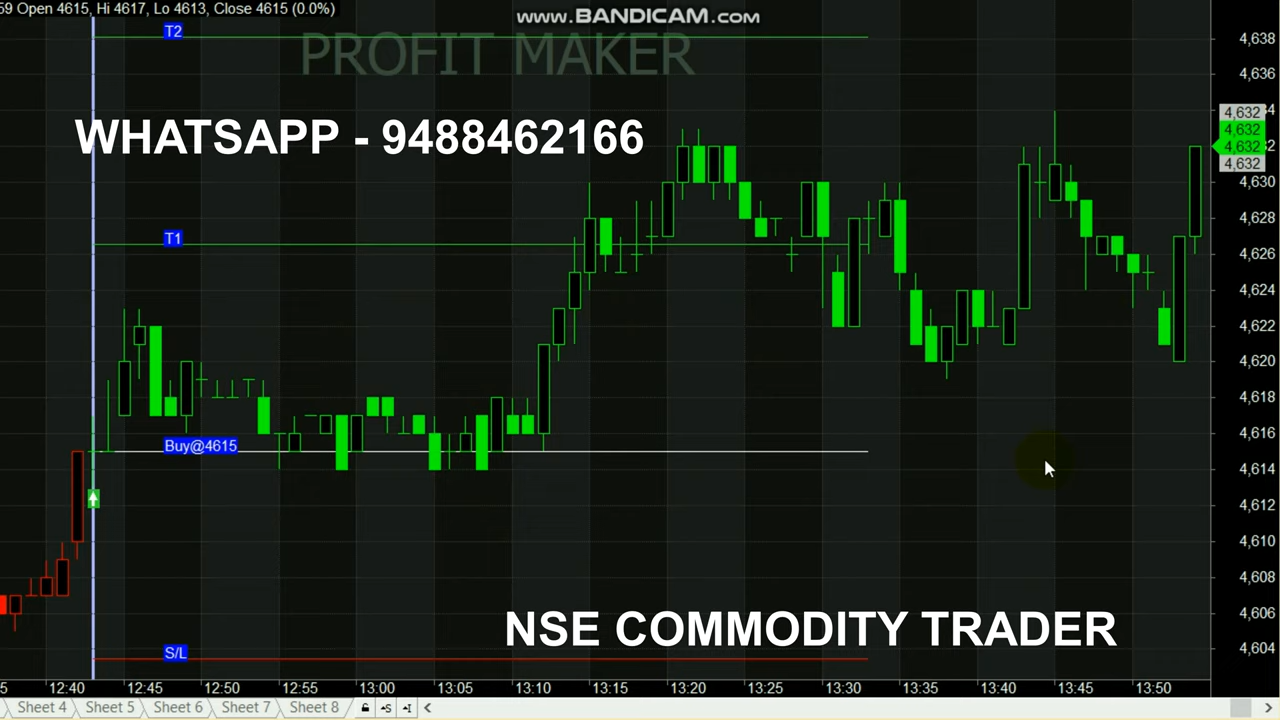 59 Open 4615, Hi 4617, Lo 4613, Close 4615 (0.0%)
www.BANDICAM.com
T2
PROFIT MAKER
4,638
4,636
WHATSAPP - 9488462166
4,632
4,632
4,632
4,632
4,630
4,628
T1
4,626
4,624
4,622
4,620
4,618
4,616
Buy@4615
4,614
4,612
4,610
4,608
4,606
NSE COMMODITY TRADER
4,604
S/L
12:40 12:45 12:50 12:55 13:00 13:05 13:10 13:15 13:20 13:25 13:30 13:35 13:40 13:45 13:50
Sheet 4 Sheet 5 Sheet 6 Sheet 7 Sheet 8